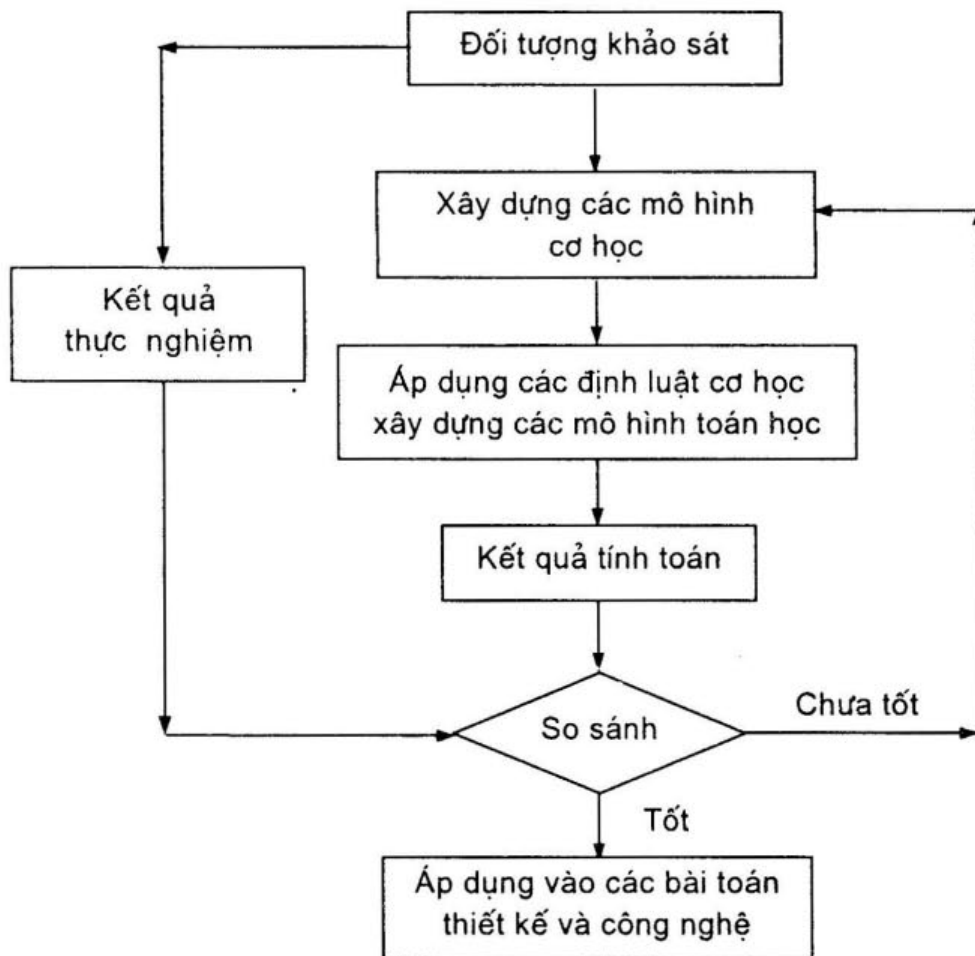 Đối tượng khảo sát
Xây dựng các mô hình
cơ học
Kết quả
thực nghiệm
Áp dụng các định luật cơ học
xây dựng các mô hình toán học
Kết quả tính toán
So sánh
Chưa tốt
Tốt
Áp dụng vào các bài toán
thiết kế và công nghệ